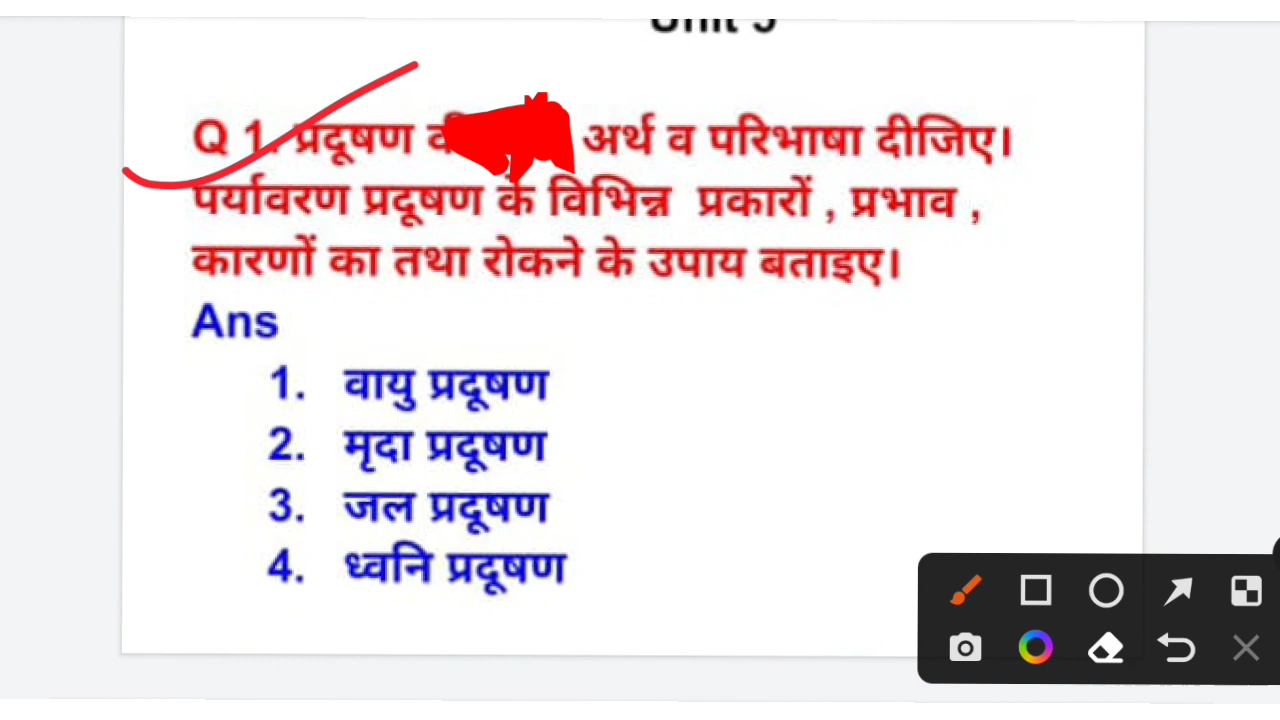 Unit 5
Q 1. प्रदूषण अर्थ व परिभाषा दीजिए।
पर्यावरण प्रदूषण के विभिन्न प्रकारों , प्रभाव ,
कारणों का तथा रोकने के उपाय बताइए।
Ans
1. वायु प्रदूषण
2. मृदा प्रदूषण
3. जल प्रदूषण
4. ध्वनि प्रदूषण